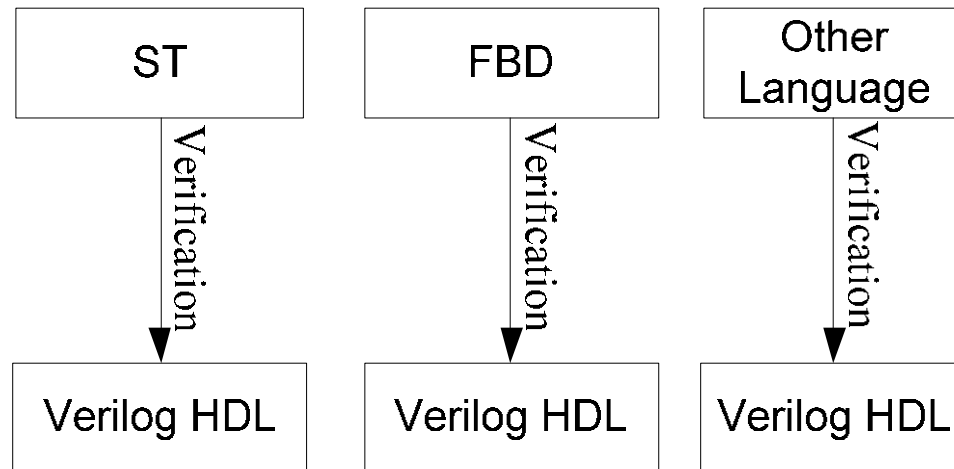 ST
FBD
Other
Language
Verification
Verification
Verification
Verilog HDL
Verilog HDL
Verilog HDL